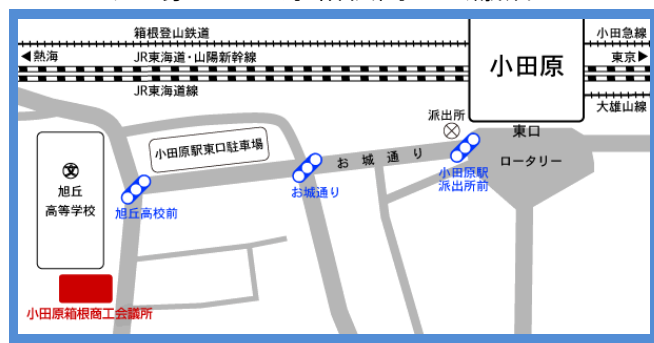 箱根登山鉄道
小田急線
◀熱海
JR東海道・山陽新幹線
東京▶
小田原
JR東海道線
大雄山線
派出所
東口
小田原駅東口駐車場
お城通り
ロータリー
文
旭丘
高等学校
小田原駅
派出所前
お城通り
旭丘高校前
小田原箱根商工会議所